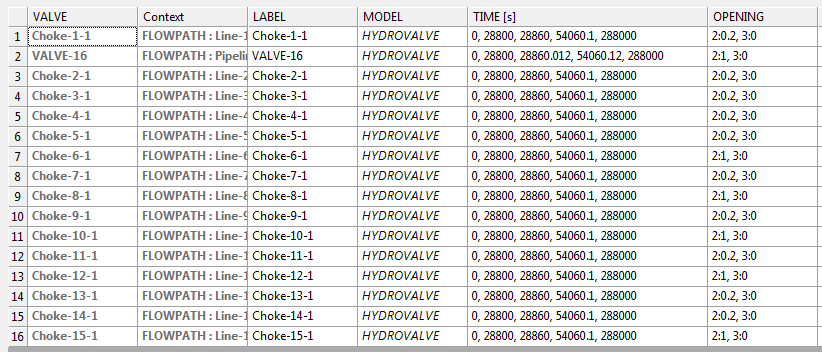 VALVE Context LABEL MODEL TIME [s] OPENING
1 Choke-1-1 FLOWPATH : Line-1 Choke-1-1 HYDROVALVE 0, 28800, 28860, 54060.1, 288000 2:0.2, 3:0
2 VALVE-16 FLOWPATH : Pipelin VALVE-16 HYDROVALVE 0, 28800, 28860.012, 54060.12, 288000 2:1, 3:0
3 Choke-2-1 FLOWPATH : Line-2 Choke-2-1 HYDROVALVE 0, 28800, 28860, 54060.1, 288000 2:0.2, 3:0
4 Choke-3-1 FLOWPATH : Line-3 Choke-3-1 HYDROVALVE 0, 28800, 28860, 54060.1, 288000 2:0.2, 3:0
5 Choke-4-1 FLOWPATH : Line-4 Choke-4-1 HYDROVALVE 0, 28800, 28860, 54060.1, 288000 2:0.2, 3:0
6 Choke-5-1 FLOWPATH : Line-5 Choke-5-1 HYDROVALVE 0, 28800, 28860, 54060.1, 288000 2:0.2, 3:0
7 Choke-6-1 FLOWPATH : Line-6 Choke-6-1 HYDROVALVE 0, 28800, 28860, 54060.1, 288000 2:1, 3:0
8 Choke-7-1 FLOWPATH : Line-7 Choke-7-1 HYDROVALVE 0, 28800, 28860, 54060.1, 288000 2:0.2, 3:0
9 Choke-8-1 FLOWPATH : Line-8 Choke-8-1 HYDROVALVE 0, 28800, 28860, 54060.1, 288000 2:1, 3:0
10 Choke-9-1 FLOWPATH : Line-9 Choke-9-1 HYDROVALVE 0, 28800, 28860, 54060.1, 288000 2:0.2, 3:0
11 Choke-10-1 FLOWPATH : Line-1 Choke-10-1 HYDROVALVE 0, 28800, 28860, 54060.1, 288000 2:1, 3:0
12 Choke-11-1 FLOWPATH : Line-1 Choke-11-1 HYDROVALVE 0, 28800, 28860, 54060.1, 288000 2:0.2, 3:0
13 Choke-12-1 FLOWPATH : Line-1 Choke-12-1 HYDROVALVE 0, 28800, 28860, 54060.1, 288000 2:1, 3:0
14 Choke-13-1 FLOWPATH : Line-1 Choke-13-1 HYDROVALVE 0, 28800, 28860, 54060.1, 288000 2:0.2, 3:0
15 Choke-14-1 FLOWPATH : Line-1 Choke-14-1 HYDROVALVE 0, 28800, 28860, 54060.1, 288000 2:0.2, 3:0
16 Choke-15-1 FLOWPATH : Line-1 Choke-15-1 HYDROVALVE 0, 28800, 28860, 54060.1, 288000 2:1, 3:0